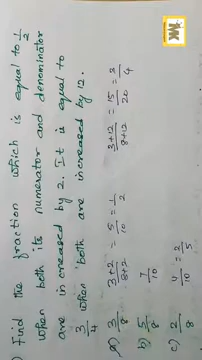 ) Find the fraction which is equal to 1/2
when both its numerator and denominator
are increased by 2. It is equal to
3/4 when both are increased by 12.
a) 3/8 (3+2)/(8+2) = 5/10 = 1/2 (3+12)/(8+12) = 15/20 = 3/4
b) 5/8 7/10
c) 2/8 4/10 = 2/5